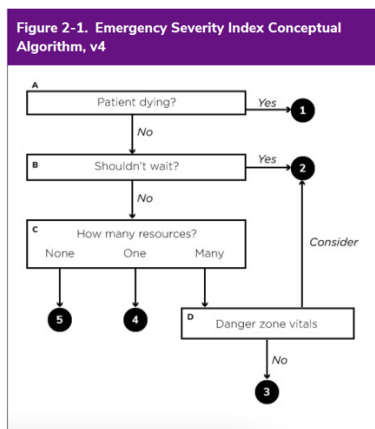 Figure 2-1. Emergency Severity Index Conceptual
Algorithm, v4
A
Patient dying?
Yes
1
No
B
Shouldn't wait?
Yes
2
No
C
How many resources?
None One Many
Consider
5
4
D
Danger zone vitals
No
3